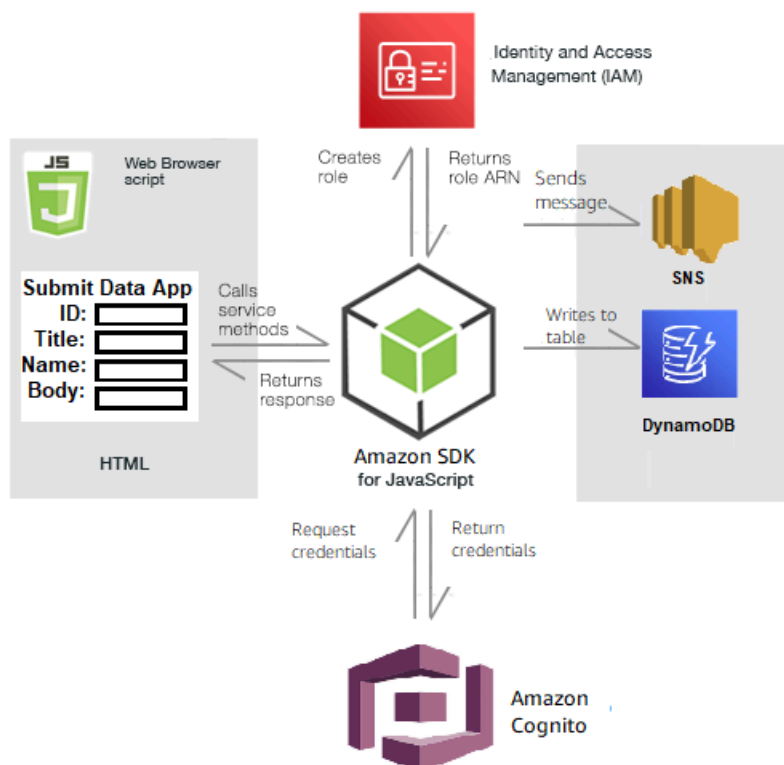 Identity and Access
Management (IAM)
JS
Web Browser
script
Creates
role
Returns
role ARN
Sends
message
SNS
Submit Data App
ID:
Title:
Name:
Body:
Calls
service
methods
Returns
response
Writes to
table
DynamoDB
HTML
Amazon SDK
for JavaScript
Request
credentials
Return
credentials
Amazon
Cognito